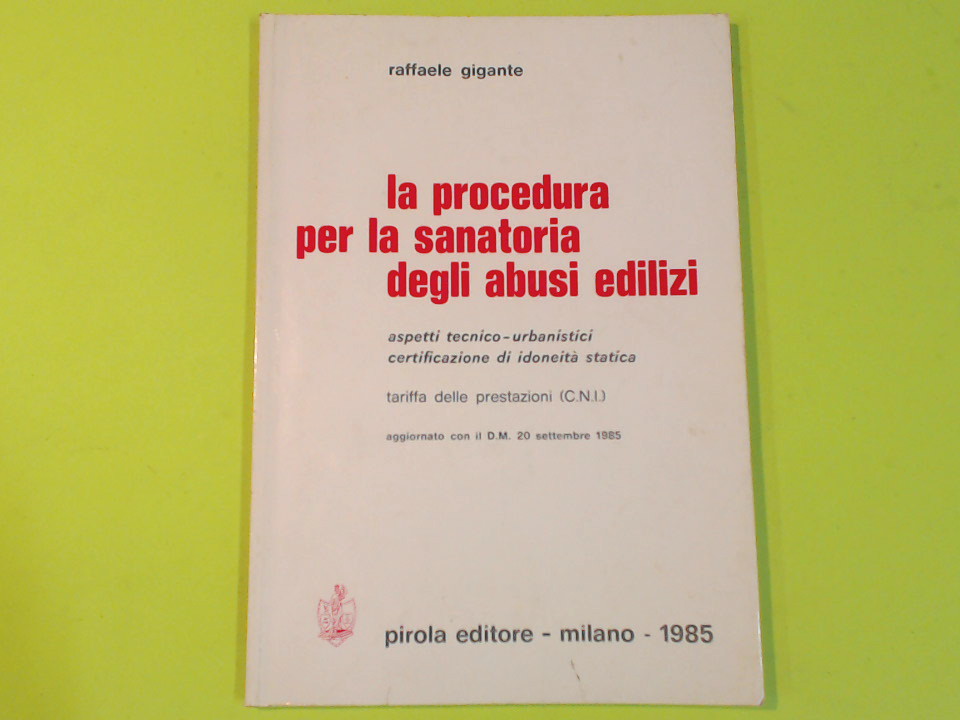 raffaele gigante
la procedura
per la sanatoria
degli abusi edilizi
aspetti tecnico-urbanistici
certificazione di idoneità statica
tariffa delle prestazioni (C.N.I.)
aggiornato con il D.M. 20 settembre 1985
pirola editore - milano - 1985